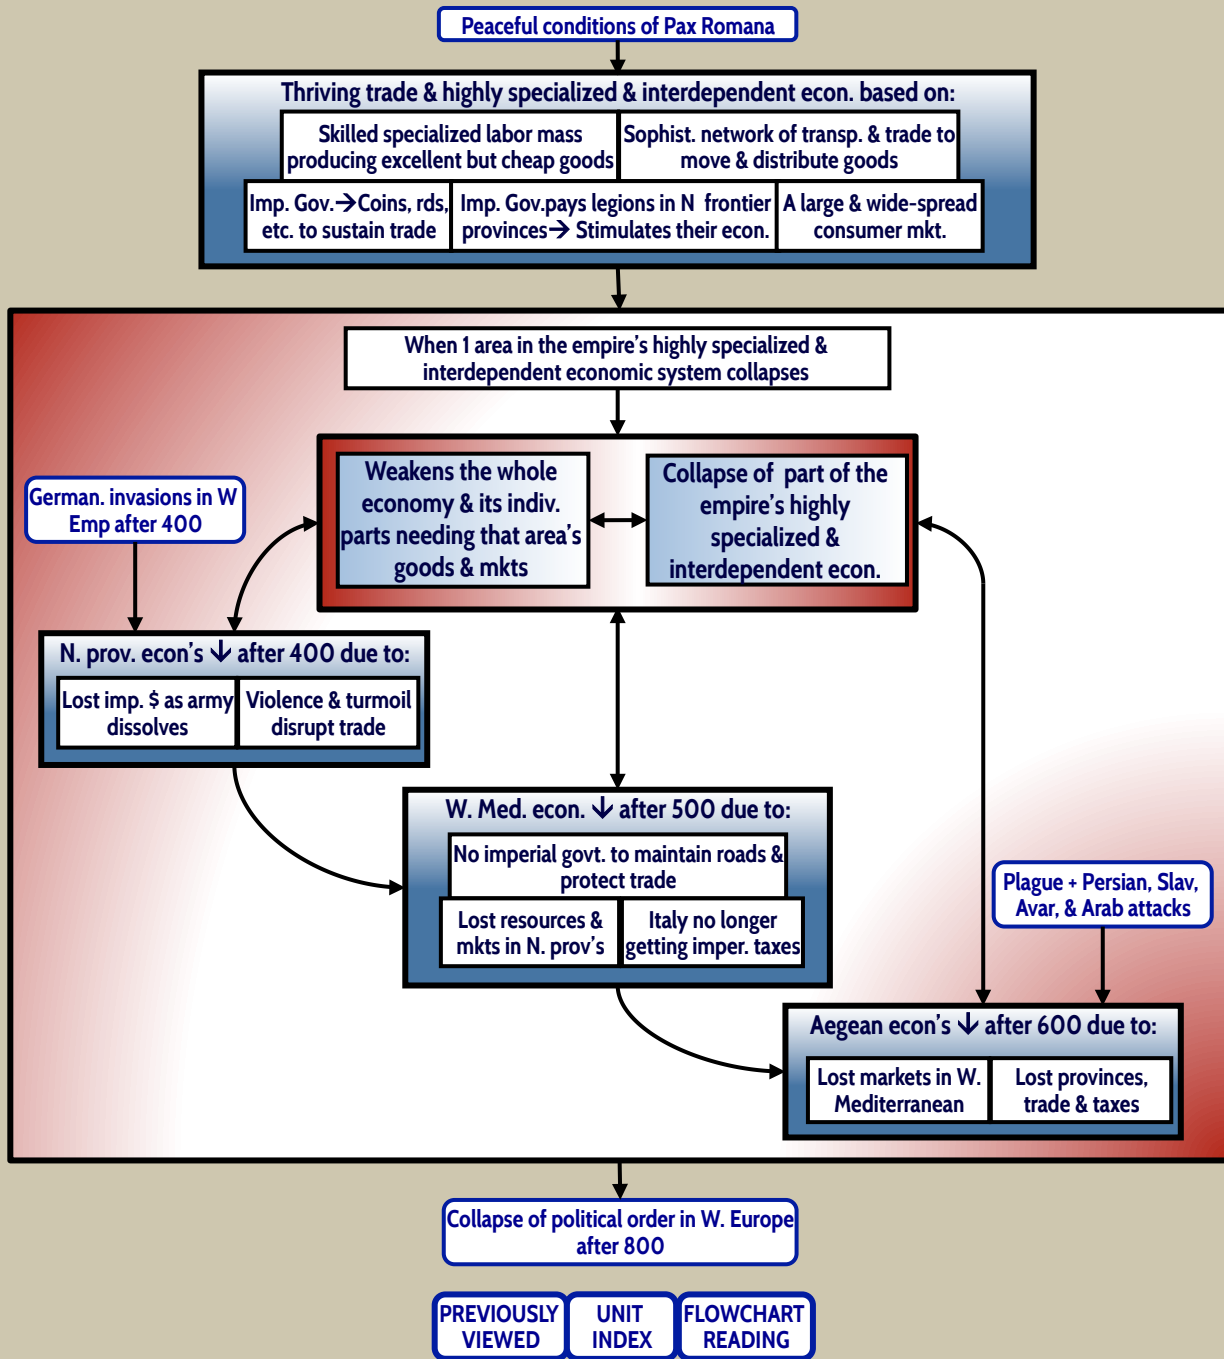 Peaceful conditions of Pax Romana
Thriving trade & highly specialized & interdependent econ. based on:
Skilled specialized labor mass
producing excellent but cheap goods
Sophist. network of transp. & trade to
move & distribute goods
Imp. Gov.→Coins, rds,
etc. to sustain trade
Imp. Gov.pays legions in N frontier
provinces→ Stimulates their econ.
A large & wide-spread
consumer mkt.
When 1 area in the empire's highly specialized &
interdependent economic system collapses
Weakens the whole
economy & its indiv.
parts needing that area's
goods & mkts
Collapse of part of the
empire's highly
specialized &
interdependent econ.
German. invasions in W
Emp after 400
N. prov. econ's ↓ after 400 due to:
Lost imp. $ as army
dissolves
Violence & turmoil
disrupt trade
W. Med. econ. ↓ after 500 due to:
No imperial govt. to maintain roads &
protect trade
Lost resources &
mkts in N. prov's
Italy no longer
getting imper. taxes
Plague + Persian, Slav,
Avar, & Arab attacks
Aegean econ's ↓ after 600 due to:
Lost markets in W.
Mediterranean
Lost provinces,
trade & taxes
Collapse of political order in W. Europe
after 800
PREVIOUSLY
VIEWED
UNIT
INDEX
FLOWCHART
READING